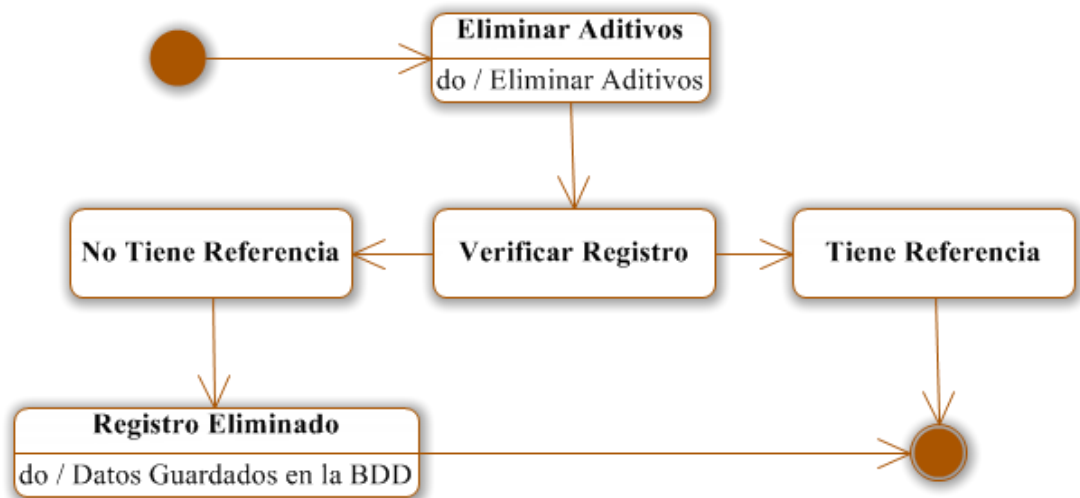 Eliminar Aditivos
do / Eliminar Aditivos
No Tiene Referencia
Verificar Registro
Tiene Referencia
Registro Eliminado
do / Datos Guardados en la BDD